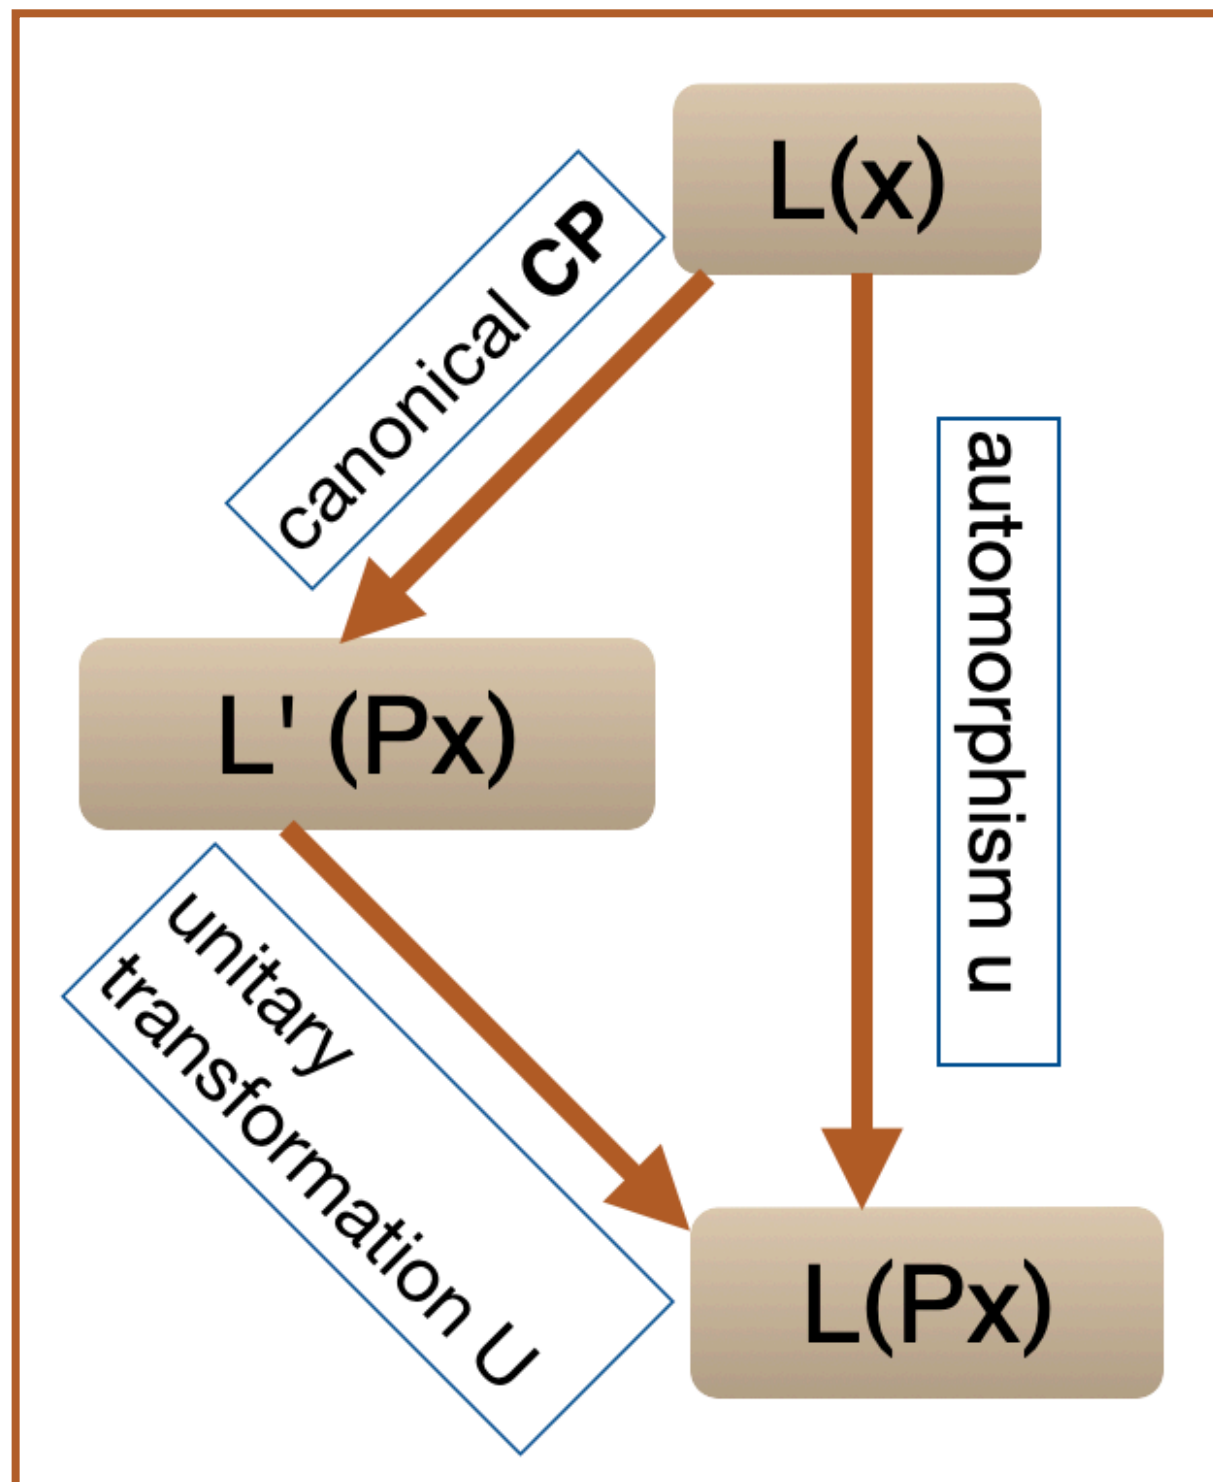 L(x)
canonical CP
automorphism u
L' (Px)
unitary
transformation U
L(Px)